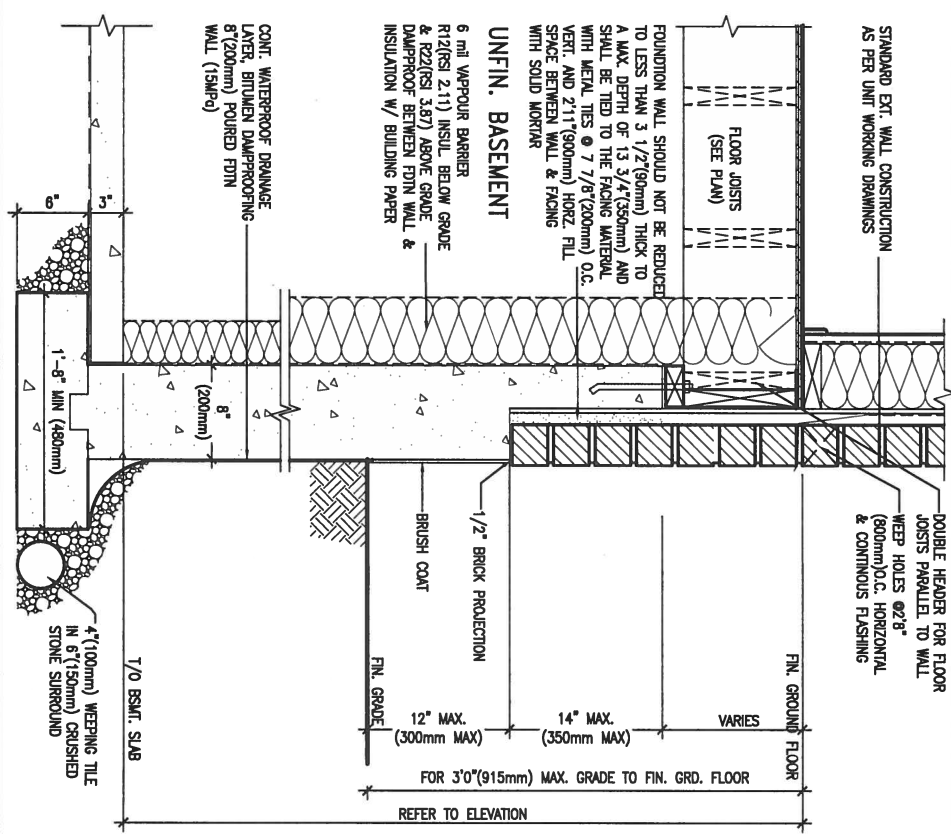 STANDARD EXT. WALL CONSTRUCTION
AS PER UNIT WORKING DRAWINGS
FLOOR JOISTS
(SEE PLAN)
FOUNDTION WALL SHOULD NOT BE REDUCED
TO LESS THAN 3 1/2"(90mm) THICK TO
A MAX. DEPTH OF 13 3/4"(350mm) AND
SHALL BE TIED TO THE FACING MATERIAL
WITH METAL TIES @ 7 7/8"(200mm) O.C.
VERT. AND 2'11"(900mm) HORZ. FILL
SPACE BETWEEN WALL & FACING
WITH SOLID MORTAR
UNFIN. BASEMENT
6 mil VAPPOUR BARRIER
R12(RSI 2.11) INSUL BELOW GRADE
& R22(RSI 3.87) ABOVE GRADE
DAMPPROOF BETWEEN FDTN WALL &
INSULATION W/ BUILDING PAPER
CONT. WATERPROOF DRAINAGE
LAYER, BITUMEN DAMPPROOFING
8"(200mm) POURED FDTN
WALL (15MPa)
3"
6"
1'-8" MIN (480mm)
8"
(200mm)
DOUBLE HEADER FOR FLOOR
JOISTS PARALLEL TO WALL
WEEP HOLES @2'8"
(800mm)O.C. HORIZONTAL
& CONTINOUS FLASHING
1/2" BRICK PROJECTION
BRUSH COAT
FIN. GROUND FLOOR
VARIES
14" MAX.
(350mm MAX)
12" MAX.
(300mm MAX)
FIN. GRADE
FOR 3'0"(915mm) MAX. GRADE TO FIN. GRD. FLOOR
REFER TO ELEVATION
T/O BSMT. SLAB
4"(100mm) WEEPING TILE
IN 6"(150mm) CRUSHED
STONE SURROUND